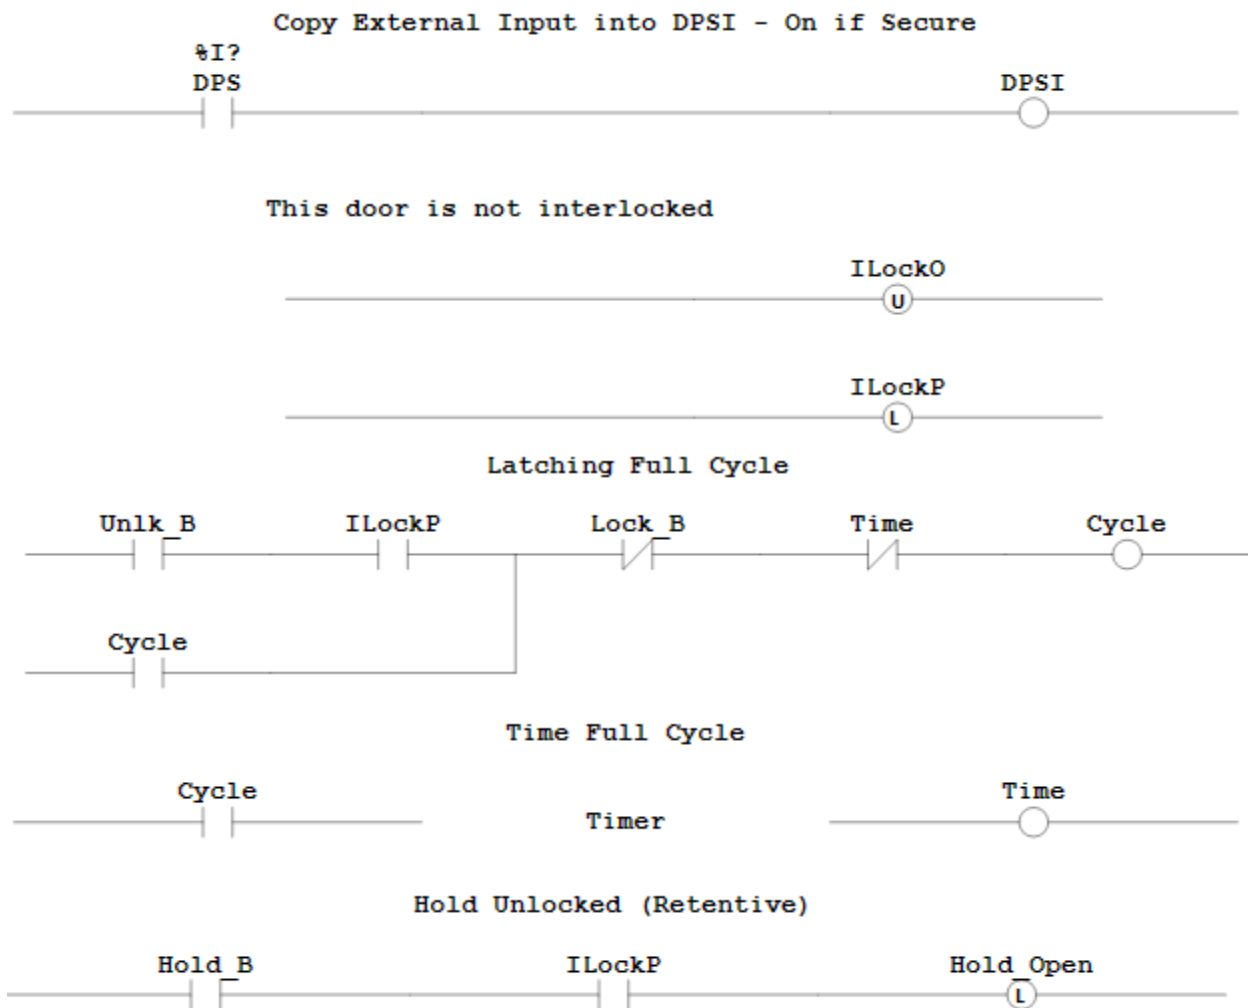 Copy External Input into DPSI - On if Secure
%I?
DPS DPSI
This door is not interlocked
ILockO
U
ILockP
L
Latching Full Cycle
Unlk_B ILockP Lock_B Time Cycle
Cycle
Time Full Cycle
Cycle Time
Timer
Hold Unlocked (Retentive)
Hold_B ILockP Hold_Open
L